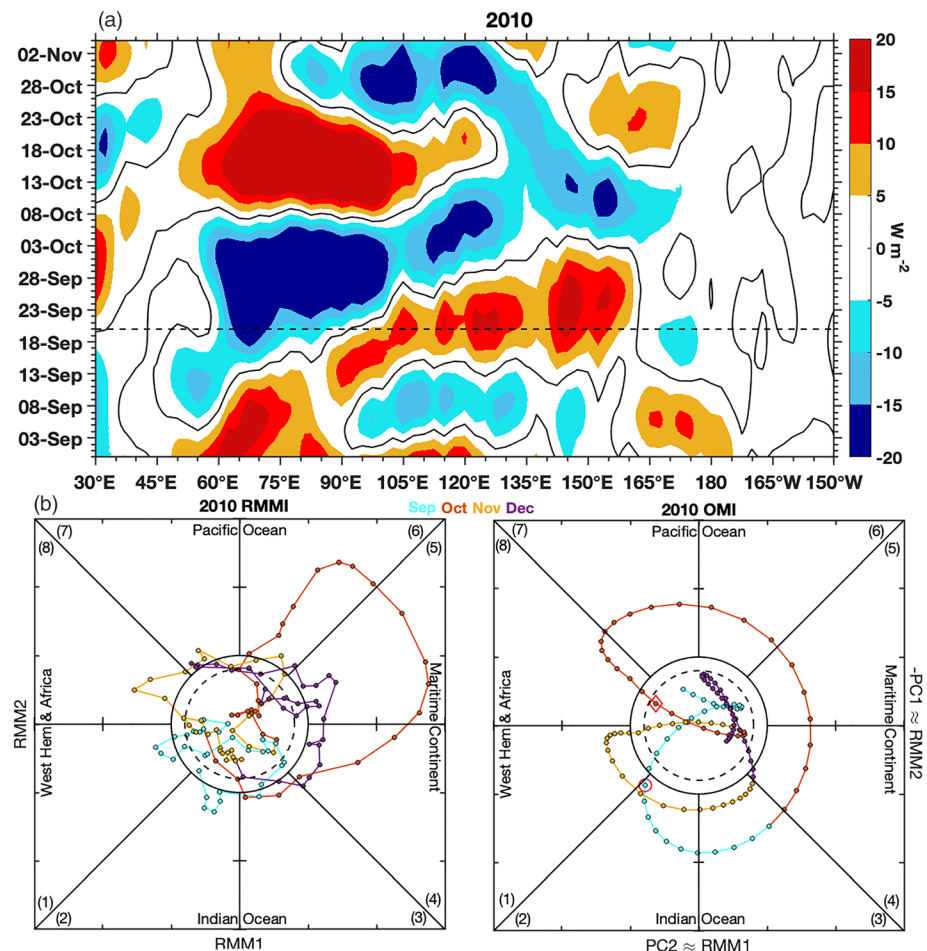 (a)
2010
02-Nov
28-Oct
23-Oct
18-Oct
13-Oct
08-Oct
03-Oct
28-Sep
23-Sep
18-Sep
13-Sep
08-Sep
03-Sep
30°E 45°E 60°E 75°E 90°E 105°E 120°E 135°E 150°E 165°E 180° 165°W 150°W
20
15
10
5
0
-5
-10
-15
-20
W m-2
(b)
2010 RMMI
Sep Oct Nov Dec
2010 OMI
(7) Pacific Ocean (6)
(8) (5)
West Hem & Africa
Maritime Continent
RMM2
(1) (4)
(2) Indian Ocean (3)
RMM1
(7) Pacific Ocean (6)
(8) (5)
West Hem & Africa
Maritime Continent
-PC1 ≈ RMM2
(1) (4)
(2) Indian Ocean (3)
PC2 ≈ RMM1